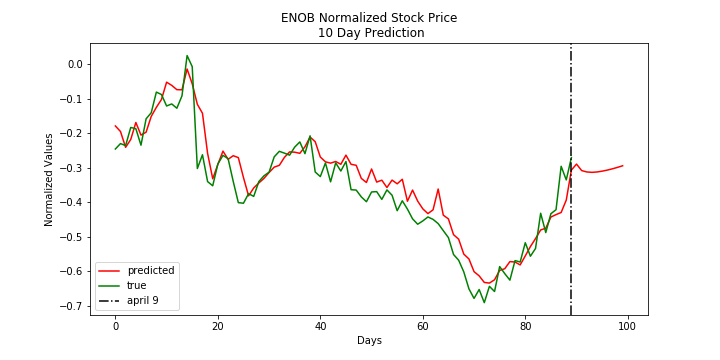 ENOB Normalized Stock Price
10 Day Prediction
Normalized Values
0.0
−0.1
−0.2
−0.3
−0.4
−0.5
−0.6
−0.7
predicted
true
april 9
0
20
40
60
80
100
Days